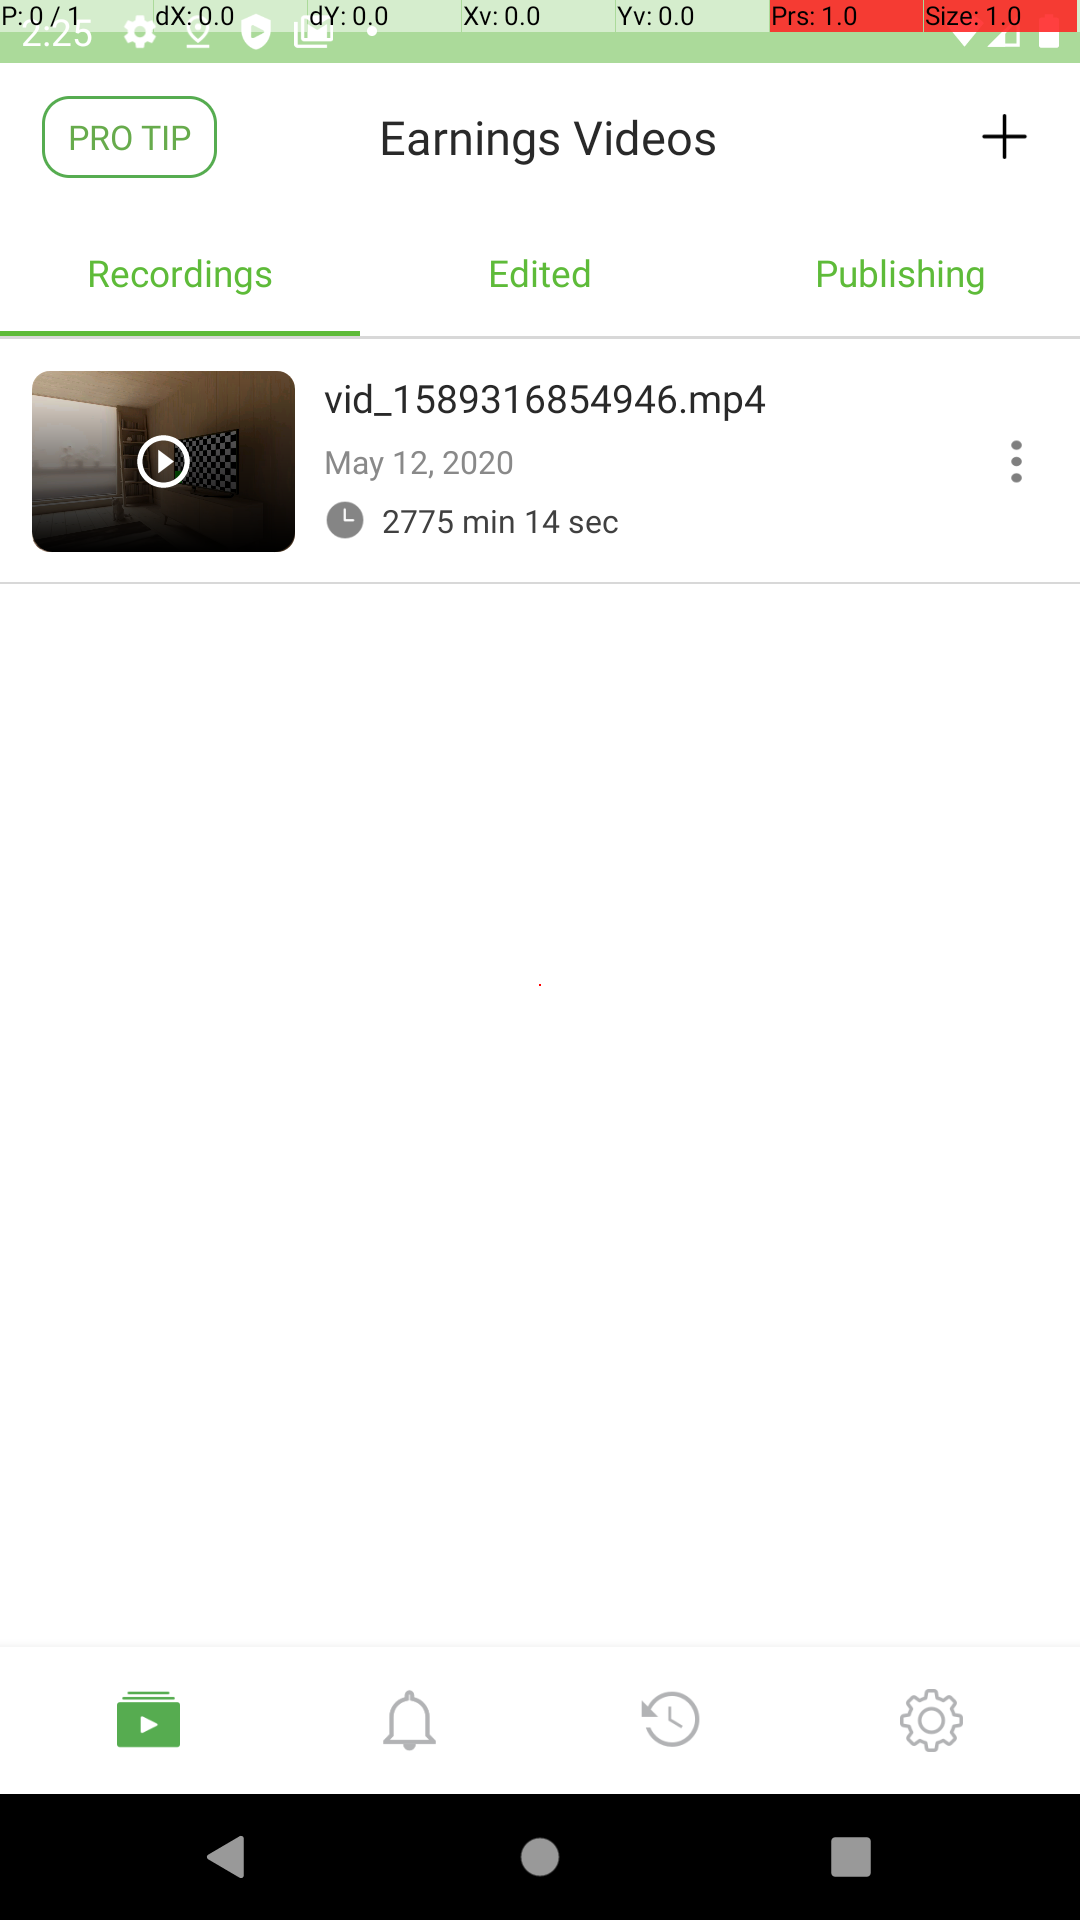 P: 0 / 1 dX: 0.0 dY: 0.0 Xv: 0.0 Yv: 0.0 Prs: 1.0 Size: 1.0
2:25
PRO TIP Earnings Videos
Recordings Edited Publishing
vid_1589316854946.mp4
May 12, 2020
2775 min 14 sec